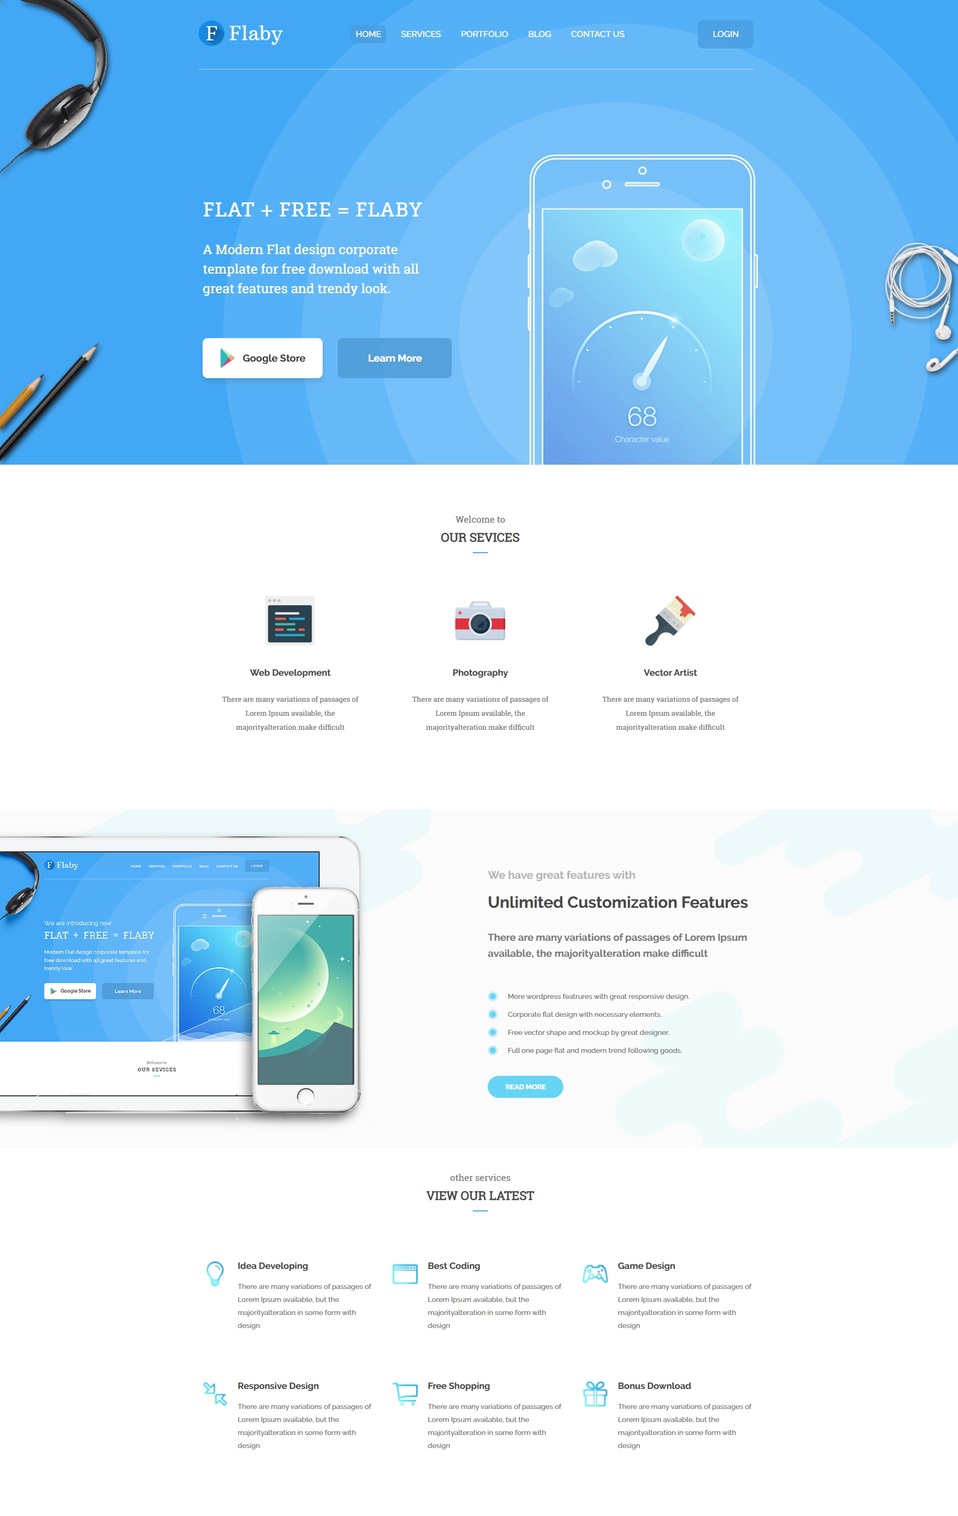 F Flaby
HOME SERVICES PORTFOLIO BLOG CONTACT US LOGIN
FLAT + FREE = FLABY
A Modern Flat design corporate
template for free download with all
great features and trendy look.
Google Store Learn More
68
Character value
Welcome to
OUR SEVICES
Web Development Photography Vector Artist
There are many variations of passages of There are many variations of passages of There are many variations of passages of
Lorem Ipsum available, the Lorem Ipsum available, the Lorem Ipsum available, the
majorityalteration make difficult majorityalteration make difficult majorityalteration make difficult
F Flaby
HOME SERVICES PORTFOLIO BLOG CONTACT US LOGIN
We are introducing new
FLAT + FREE = FLABY
Modern Flat design corporate template for
free download with all great features and
trendy look.
Google Store Learn More
68
Welcome to
OUR SEVICES
We have great features with
Unlimited Customization Features
There are many variations of passages of Lorem Ipsum
available, the majorityalteration make difficult
More wordpress featrures with great responsive design.
Corporate flat design with necessary elements.
Free vector shape and mockup by great designer.
Full one page flat and modern trend following goods.
READ MORE
other services
VIEW OUR LATEST
Idea Developing Best Coding Game Design
There are many variations of passages of There are many variations of passages of There are many variations of passages of
Lorem Ipsum available, but the Lorem Ipsum available, but the Lorem Ipsum available, but the
majorityalteration in some form with majorityalteration in some form with majorityalteration in some form with
design design design
Responsive Design Free Shopping Bonus Download
There are many variations of passages of There are many variations of passages of There are many variations of passages of
Lorem Ipsum available, but the Lorem Ipsum available, but the Lorem Ipsum available, but the
majorityalteration in some form with majorityalteration in some form with majorityalteration in some form with
design design design